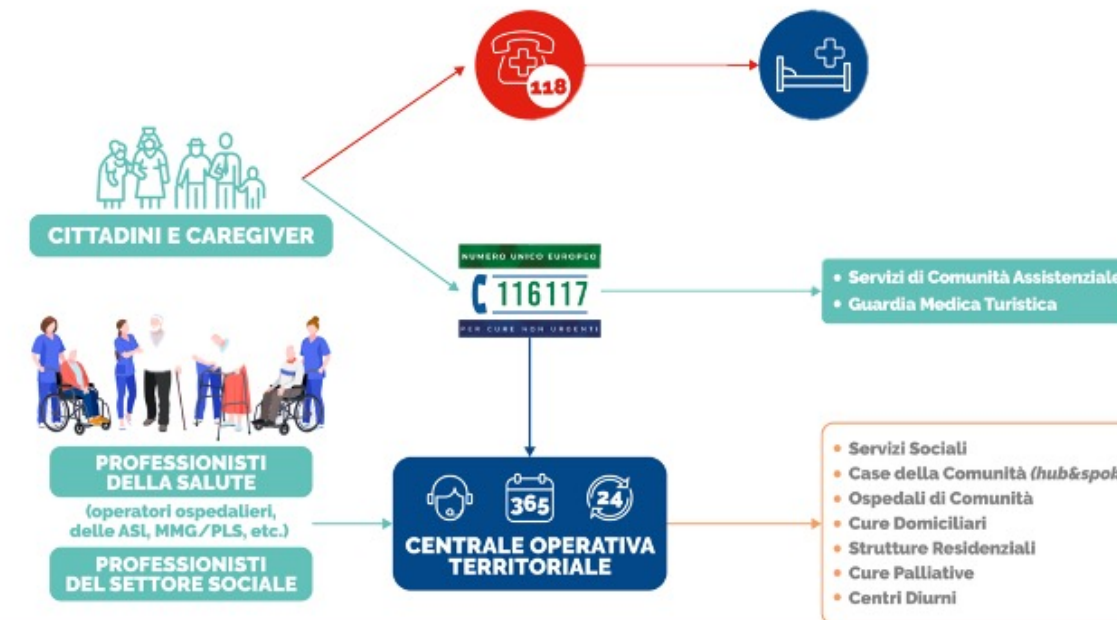 118
CITTADINI E CAREGIVER
NUMERO UNICO EUROPEO
116117
PER CURE NON URGENTI
• Servizi di Comunità Assistenziale
• Guardia Medica Turistica
PROFESSIONISTI
DELLA SALUTE
(operatori ospedalieri,
delle ASL, MMG/PLS, etc.)
PROFESSIONISTI
DEL SETTORE SOCIALE
365
24
CENTRALE OPERATIVA
TERRITORIALE
• Servizi Sociali
• Case della Comunità
• Ospedali di Comunità
• Cure Domiciliari
• Strutture Residenziali
• Cure Palliative
• Centri Diurni